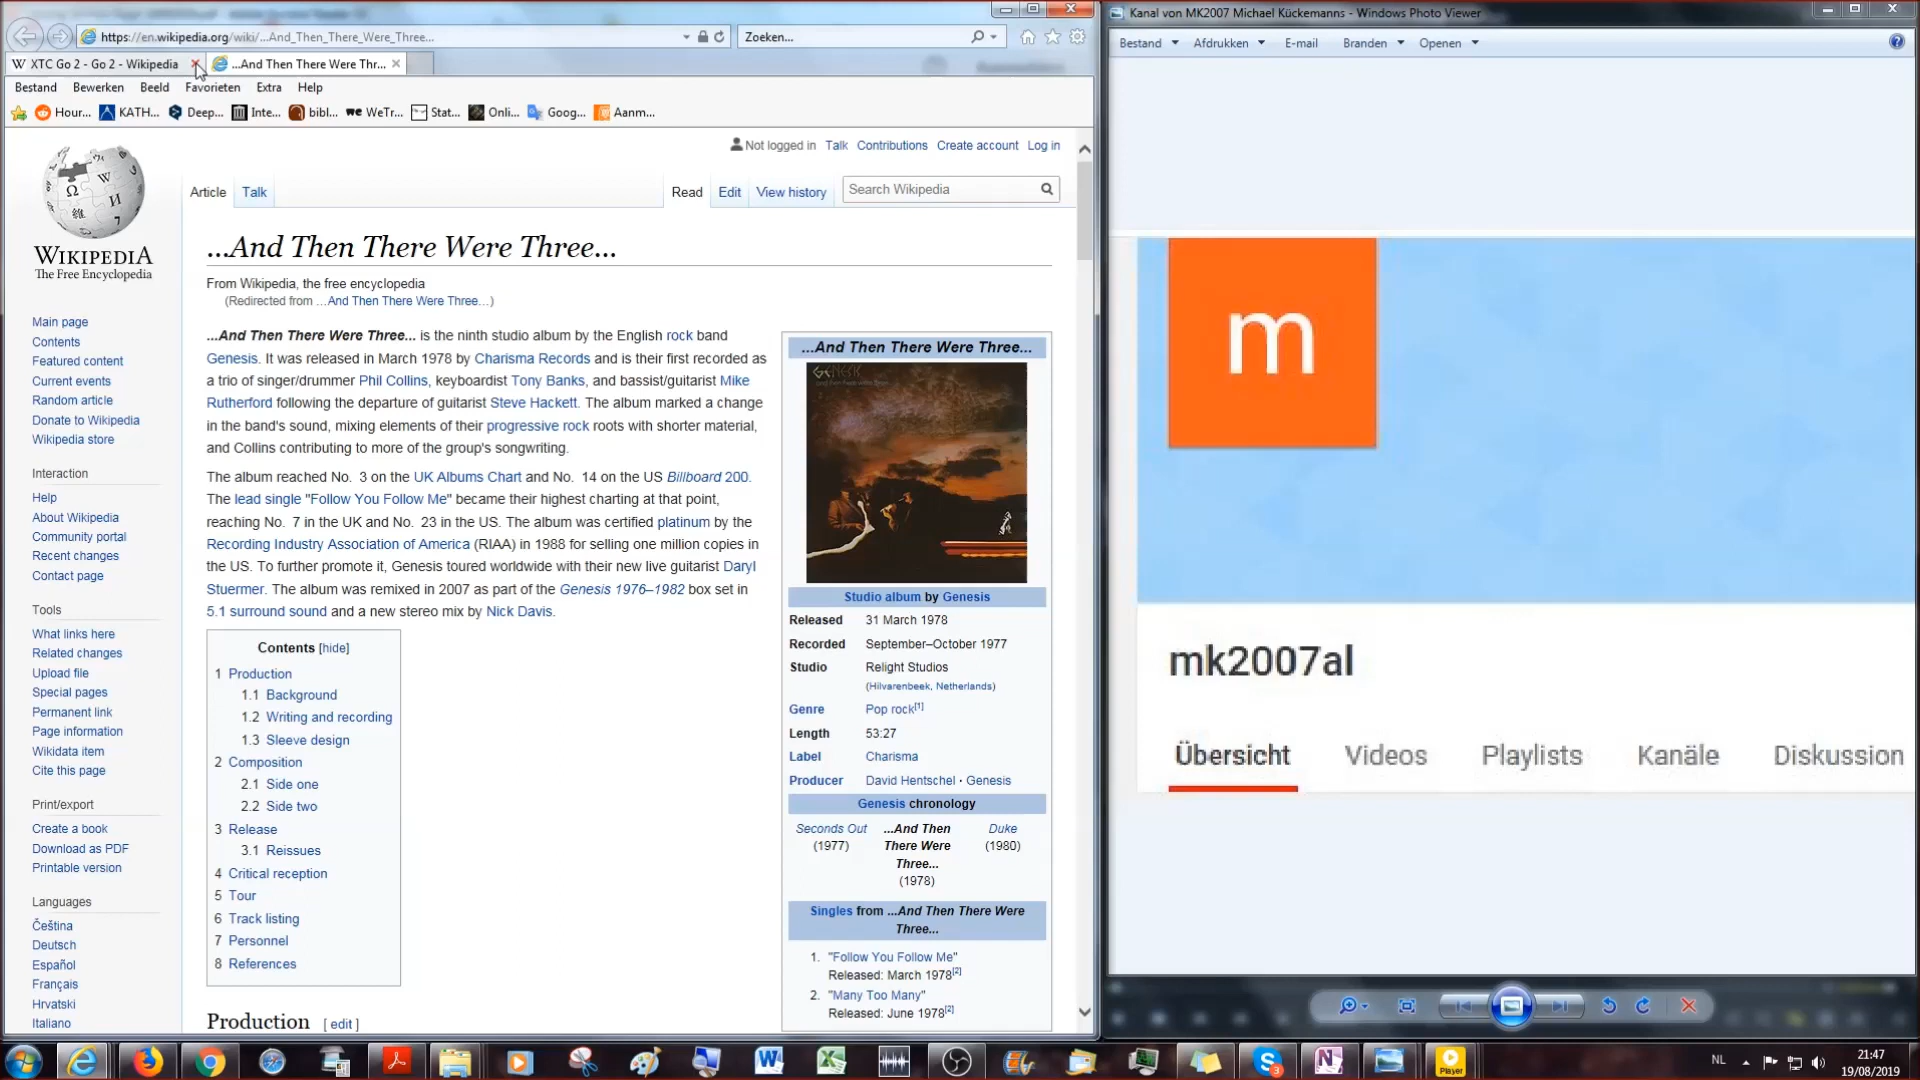 https://en.wikipedia.org/wiki/...And_Then_There_Were_Three...
Zoeken...
XTC Go 2 - Go 2 - Wikipedia
...And Then There Were Thr...
Bestand Bewerken Beeld Favorieten Extra Help
Hour... KATH... Deep... Inte... bibl... WeTr... Stat... Onli... Goog... Aanm...
WIKIPEDIA
The Free Encyclopedia
Main page
Contents
Featured content
Current events
Random article
Donate to Wikipedia
Wikipedia store
Interaction
Help
About Wikipedia
Community portal
Recent changes
Contact page
Tools
What links here
Related changes
Upload file
Special pages
Permanent link
Page information
Wikidata item
Cite this page
Print/export
Create a book
Download as PDF
Printable version
Languages
Čeština
Deutsch
Español
Français
Hrvatski
Italiano
Not logged in Talk Contributions Create account Log in
Article Talk Read Edit View history Search Wikipedia
...And Then There Were Three...
From Wikipedia, the free encyclopedia
(Redirected from ...And Then There Were Three...)
...And Then There Were Three... is the ninth studio album by the English rock band
Genesis. It was released in March 1978 by Charisma Records and is their first recorded as
a trio of singer/drummer Phil Collins, keyboardist Tony Banks, and bassist/guitarist Mike
Rutherford following the departure of guitarist Steve Hackett. The album marked a change
in the band's sound, mixing elements of their progressive rock roots with shorter material,
and Collins contributing to more of the group's songwriting.
The album reached No. 3 on the UK Albums Chart and No. 14 on the US Billboard 200.
The lead single "Follow You Follow Me" became their highest charting at that point,
reaching No. 7 in the UK and No. 23 in the US. The album was certified platinum by the
Recording Industry Association of America (RIAA) in 1988 for selling one million copies in
the US. To further promote it, Genesis toured worldwide with their new live guitarist Daryl
Stuermer. The album was remixed in 2007 as part of the Genesis 1976–1982 box set in
5.1 surround sound and a new stereo mix by Nick Davis.
Contents [hide]
1 Production
1.1 Background
1.2 Writing and recording
1.3 Sleeve design
2 Composition
2.1 Side one
2.2 Side two
3 Release
3.1 Reissues
4 Critical reception
5 Tour
6 Track listing
7 Personnel
8 References
Production [ edit ]
...And Then There Were Three...
GENESIS
Studio album by Genesis
Released 31 March 1978
Recorded September–October 1977
Studio Relight Studios
(Hilvarenbeek, Netherlands)
Genre Pop rock[1]
Length 53:27
Label Charisma
Producer David Hentschel · Genesis
Genesis chronology
Seconds Out
(1977)
...And Then
There Were
Three...
(1978)
Duke
(1980)
Singles from ...And Then There Were
Three...
1. "Follow You Follow Me"
Released: March 1978[2]
2. "Many Too Many"
Released: June 1978[2]
Kanal von MK2007 Michael Kückemanns - Windows Photo Viewer
Bestand Afdrukken E-mail Branden Openen
m
mk2007al
Übersicht Videos Playlists Kanäle Diskussion
Player
3
NL
21:47
19/08/2019